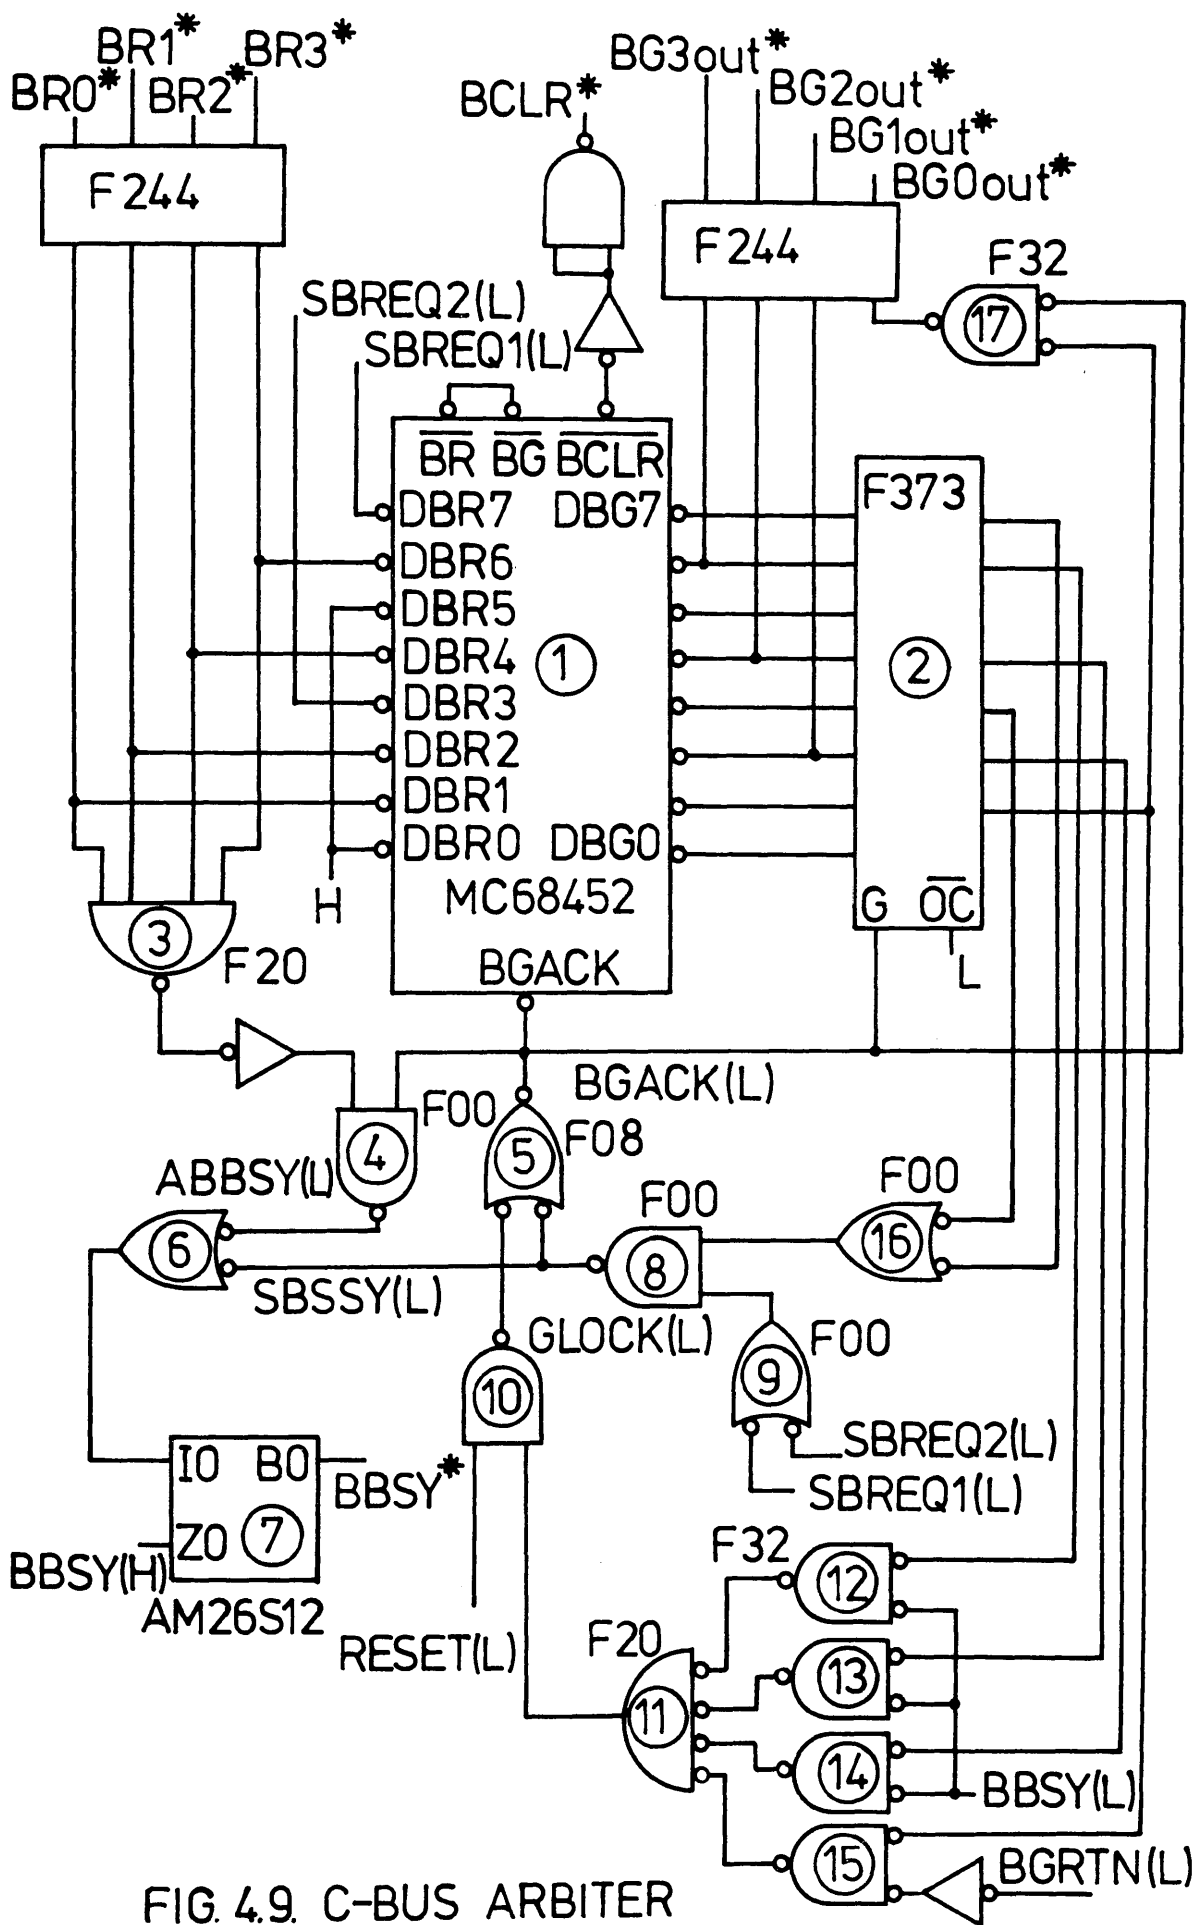 BR0* BR1* BR2* BR3*
BCLR*
BG3out*
BG2out*
BG1out*
BG0out*
F244
F244
F32
17
SBREQ2(L)
SBREQ1(L)
BR BG BCLR
DBR7 DBG7
DBR6
DBR5
DBR4
DBR3
DBR2
DBR1
DBR0 DBG0
1
MC68452
BGACK
F373
2
G OC
L
H
3
F20
BGACK(L)
F00
4
5
F08
ABBSY(L)
6
SBSSY(L)
F00
8
F00
16
GLOCK(L)
F00
9
10
SBREQ2(L)
SBREQ1(L)
I0 B0
BBSY*
Z0 7
BBSY(H)
AM26S12
RESET(L)
F32
12
F20
11
13
14
BBSY(L)
15
BGRTN(L)
FIG. 4.9. C-BUS ARBITER